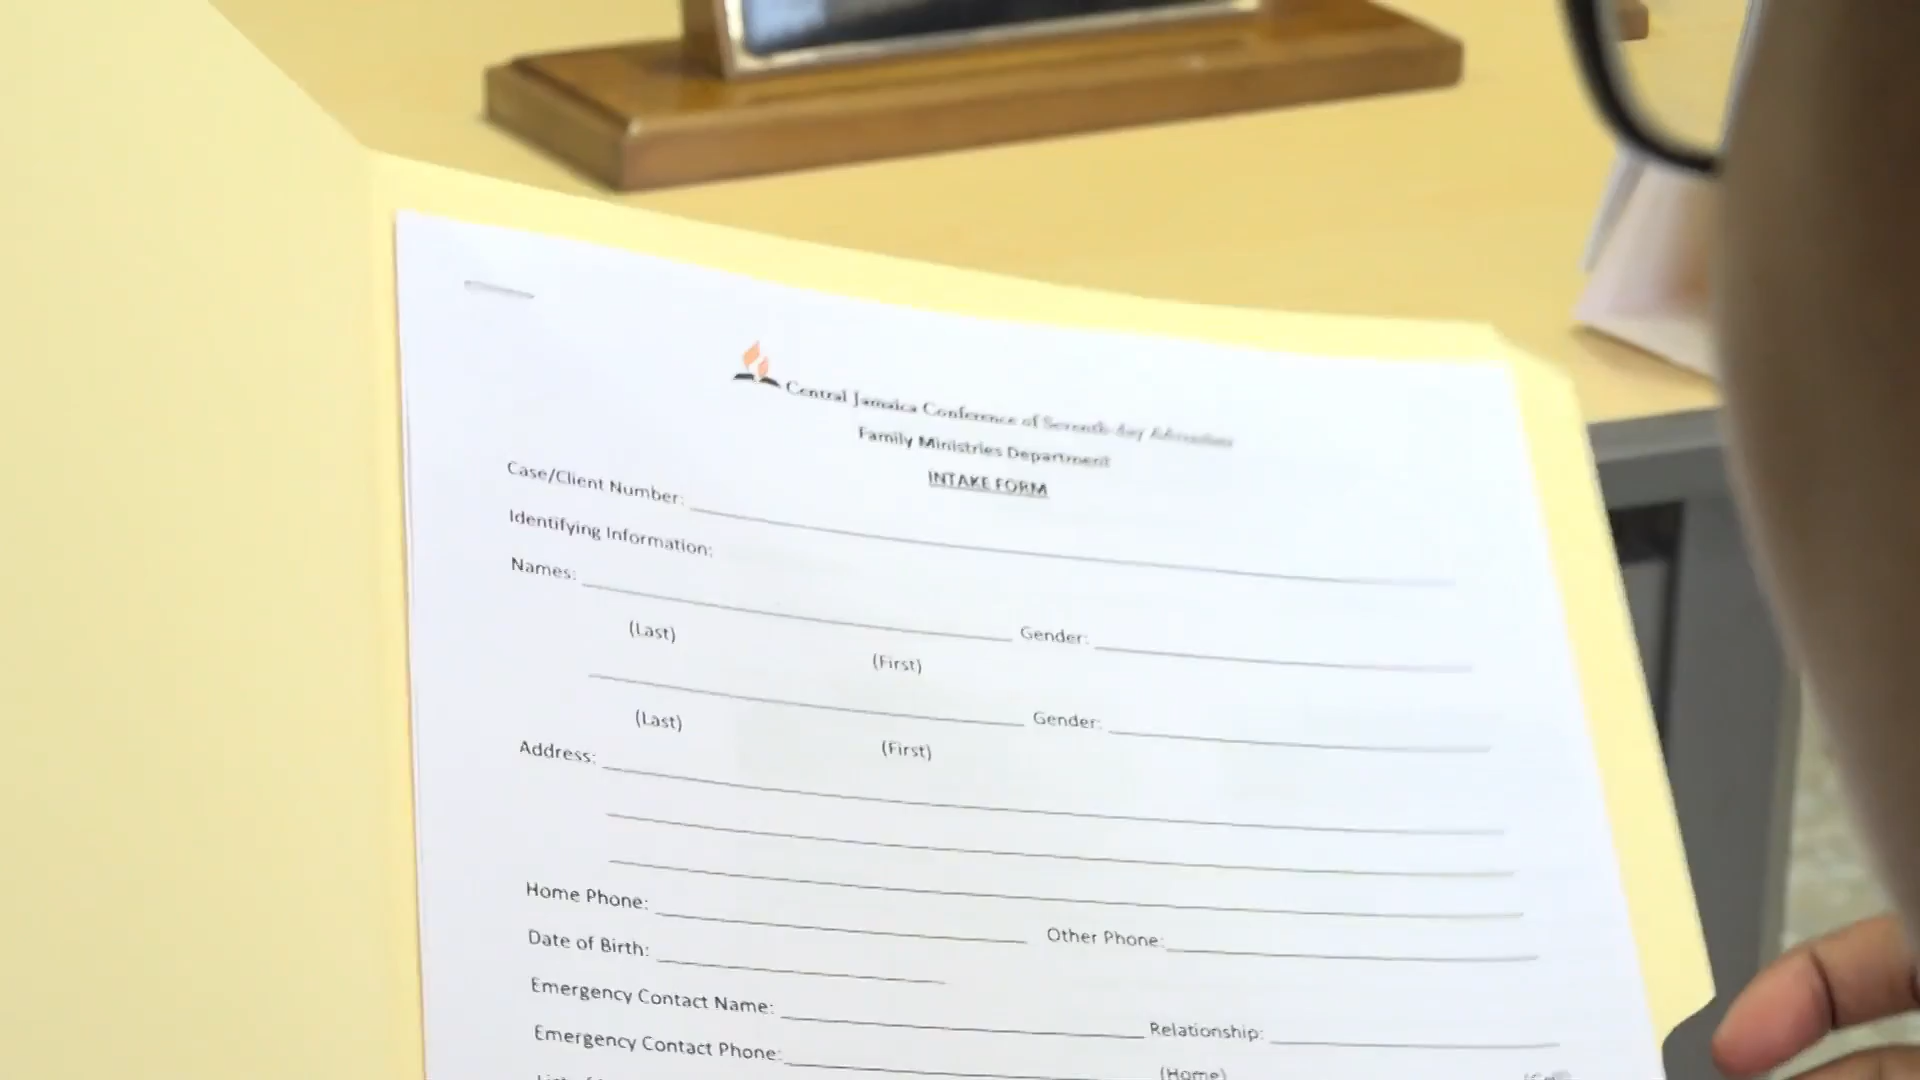 Central Jamaica Conference of Seventh-day Adventists
Family Ministries Department
INTAKE FORM
Case/Client Number:
Identifying Information:
Names: Gender:
(Last) (First)
Gender:
(Last) (First)
Address:
Home Phone: Other Phone:
Date of Birth:
Emergency Contact Name: Relationship:
Emergency Contact Phone:
(Home)